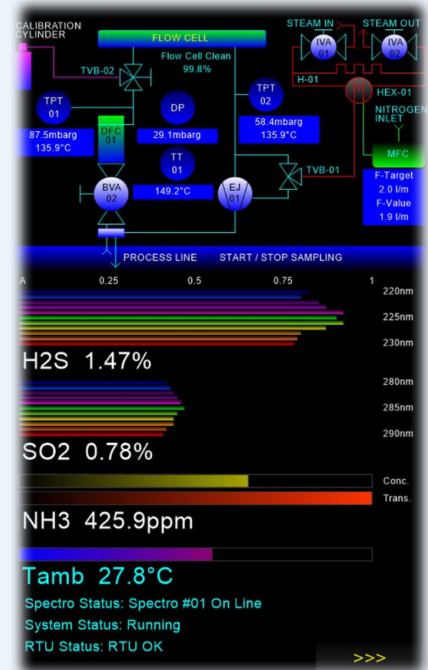 CALIBRATION
CYLINDER
FLOW CELL
STEAM IN
STEAM OUT
IVA
01
IVA
02
TVB-02
Flow Cell Clean
99.8%
H-01
HEX-01
TPT
01
DP
TPT
02
NITROGEN
INLET
87.5mbarg
135.9°C
DFC
01
29.1mbarg
58.4mbarg
135.9°C
MFC
TT
01
TVB-01
F-Target
2.0 l/m
F-Value
1.9 l/m
BVA
02
149.2°C
EJ
01
PROCESS LINE
START / STOP SAMPLING
A
0.25
0.5
0.75
1
220nm
225nm
230nm
H2S 1.47%
280nm
285nm
290nm
SO2 0.78%
Conc.
Trans.
NH3 425.9ppm
Tamb 27.8°C
Spectro Status: Spectro #01 On Line
System Status: Running
RTU Status: RTU OK
>>>